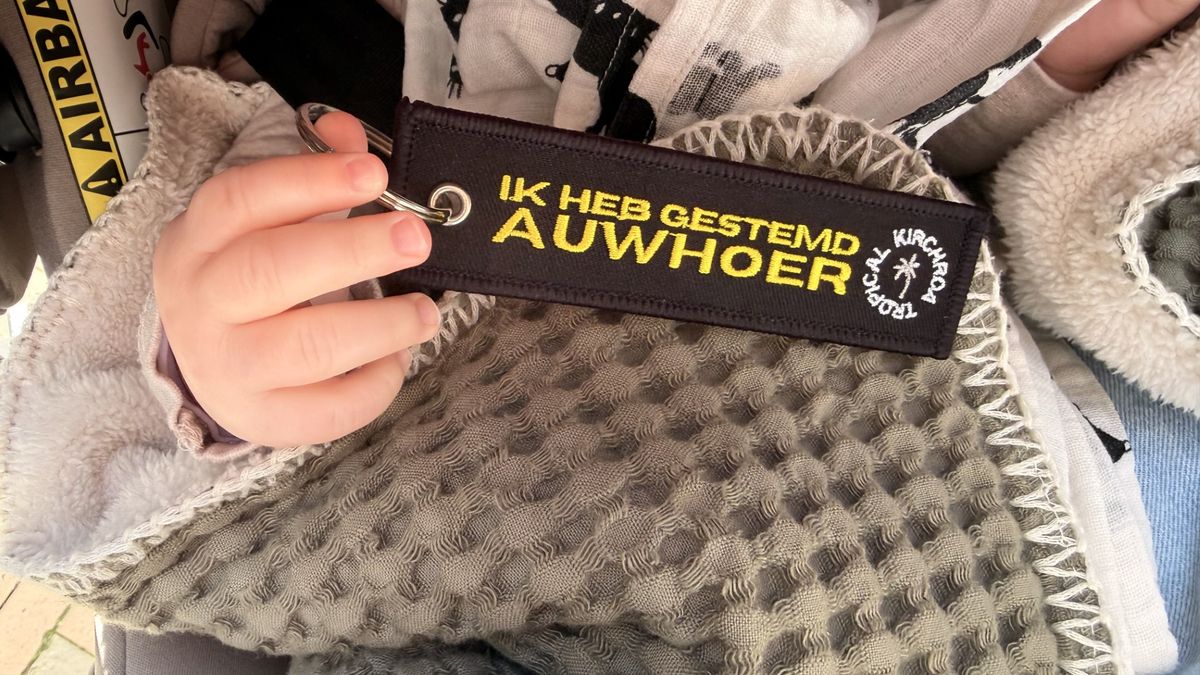 AIRBA
IK HEB GESTEMD
AUWHOER
TROPICAL KIRCHROA